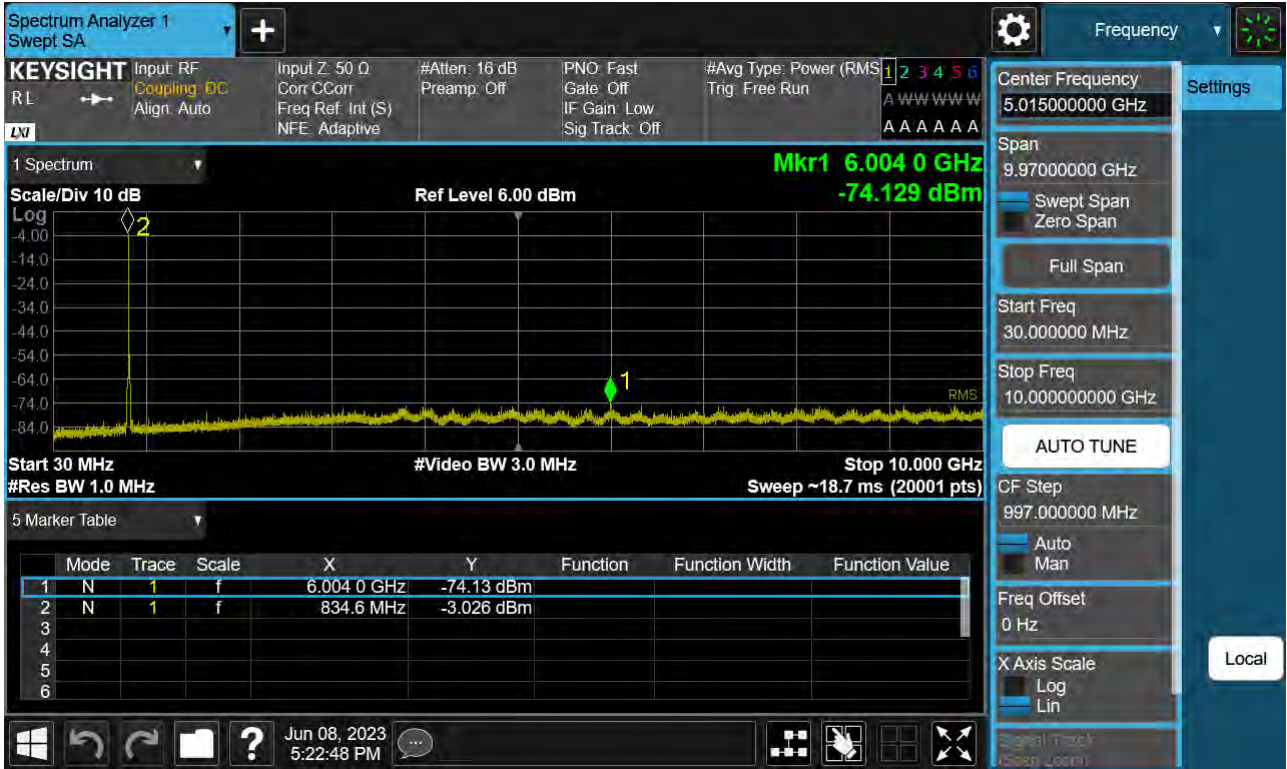 Spectrum Analyzer 1
Swept SA
+
Frequency
KEYSIGHT
RL
LXI
Input: RF
Coupling: DC
Align: Auto
Input Z: 50 Ω
Corr CCorr
Freq Ref: Int (S)
NFE: Adaptive
#Atten: 16 dB
Preamp: Off
PNO: Fast
Gate: Off
IF Gain: Low
Sig Track: Off
#Avg Type: Power (RMS
Trig: Free Run
1 2 3 4 5 6
A W W W W W
A A A A A A
1 Spectrum
Mkr1 6.004 0 GHz
Scale/Div 10 dB
Ref Level 6.00 dBm
-74.129 dBm
Log
-4.00
-14.0
-24.0
-34.0
-44.0
-54.0
-64.0
-74.0
-84.0
2
1
RMS
Start 30 MHz
#Video BW 3.0 MHz
Stop 10.000 GHz
#Res BW 1.0 MHz
Sweep ~18.7 ms (20001 pts)
5 Marker Table
Mode Trace Scale X Y Function Function Width Function Value
1 N 1 f 6.004 0 GHz -74.13 dBm
2 N 1 f 834.6 MHz -3.026 dBm
3
4
5
6
Jun 08, 2023
5:22:48 PM
?
Center Frequency
5.015000000 GHz
Settings
Span
9.97000000 GHz
Swept Span
Zero Span
Full Span
Start Freq
30.000000 MHz
Stop Freq
10.000000000 GHz
AUTO TUNE
CF Step
997.000000 MHz
Auto
Man
Freq Offset
0 Hz
X Axis Scale
Log
Lin
Local
Signal Track
(Span Zoom)